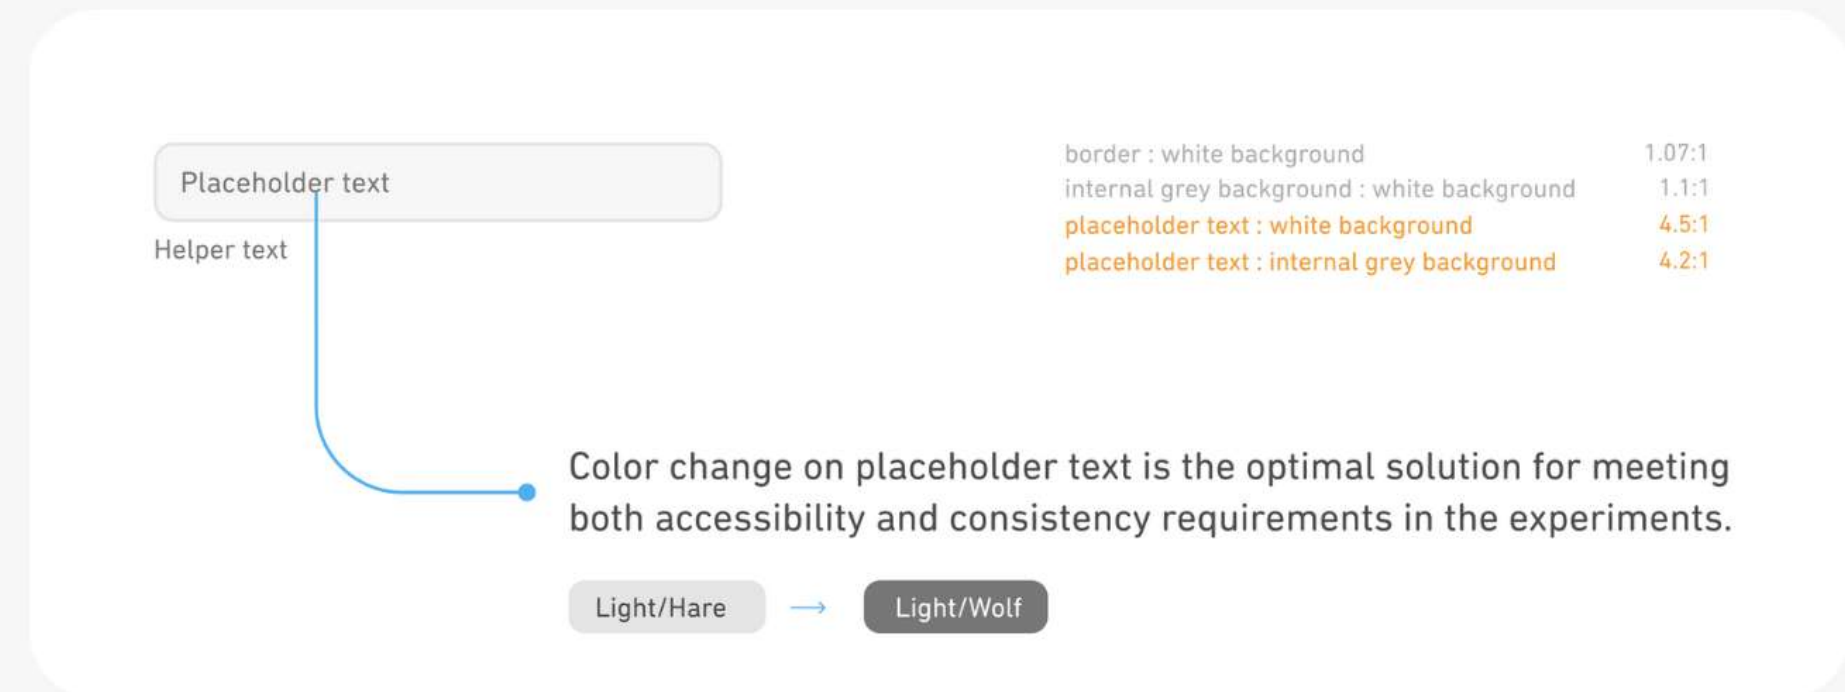 Placeholder text
Helper text
border : white background 1.07:1
internal grey background : white background 1.1:1
placeholder text : white background 4.5:1
placeholder text : internal grey background 4.2:1
Color change on placeholder text is the optimal solution for meeting
both accessibility and consistency requirements in the experiments.
Light/Hare → Light/Wolf